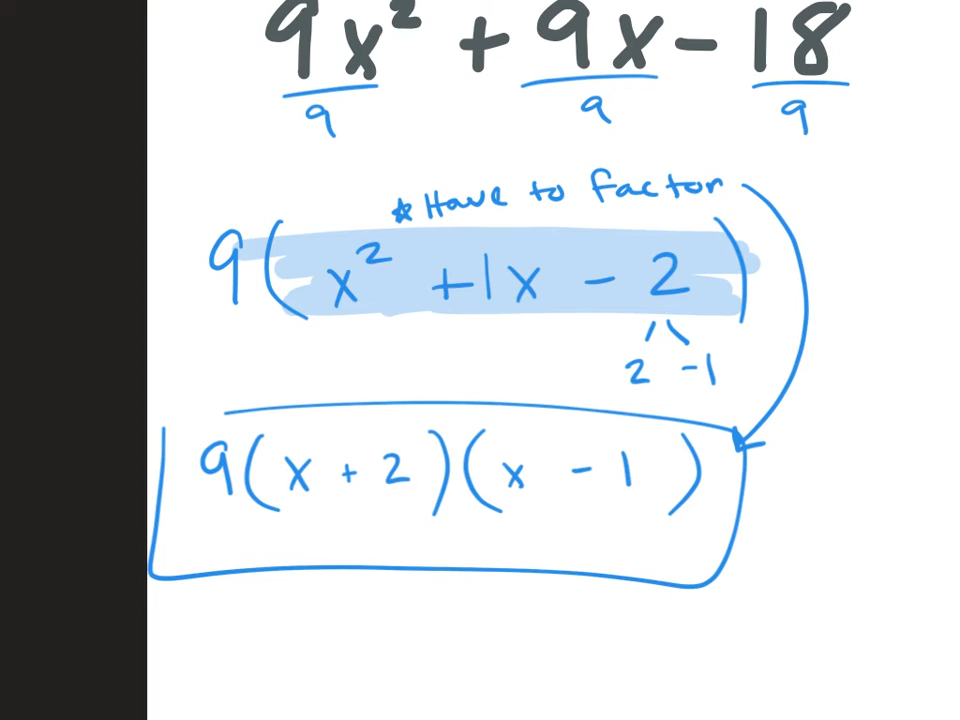 9x² + 9x - 18
9 9 9
*Have to factor
9(x² + 1x - 2)
2 -1
9(x + 2)(x - 1)